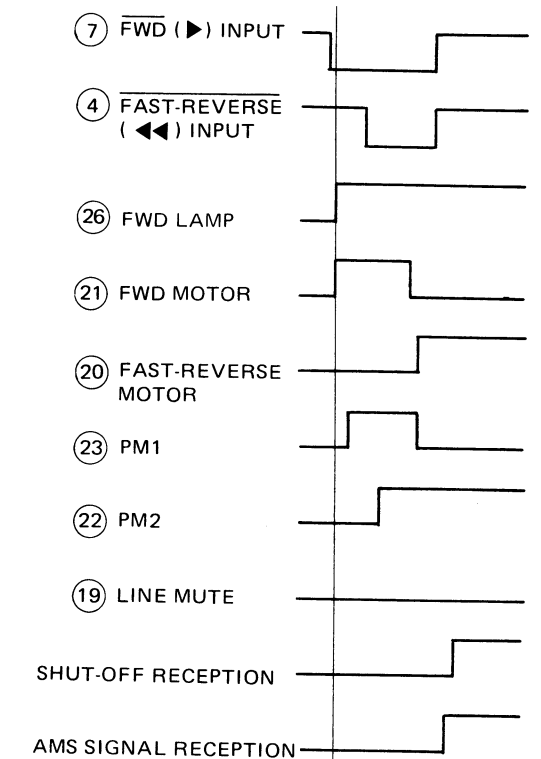 7 FWD ( ▶ ) INPUT
4 FAST-REVERSE
( ◀◀ ) INPUT
26 FWD LAMP
21 FWD MOTOR
20 FAST-REVERSE
MOTOR
23 PM1
22 PM2
19 LINE MUTE
SHUT-OFF RECEPTION
AMS SIGNAL RECEPTION